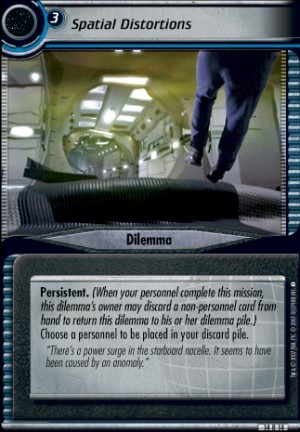 3
Spatial Distortions
Dilemma
Persistent. (When your personnel complete this mission,
this dilemma's owner may discard a non-personnel card from
hand to return this dilemma to his or her dilemma pile.)
Choose a personnel to be placed in your discard pile.
"There's a power surge in the starboard nacelle. It seems to
have been caused by an anomaly."
14 R 14